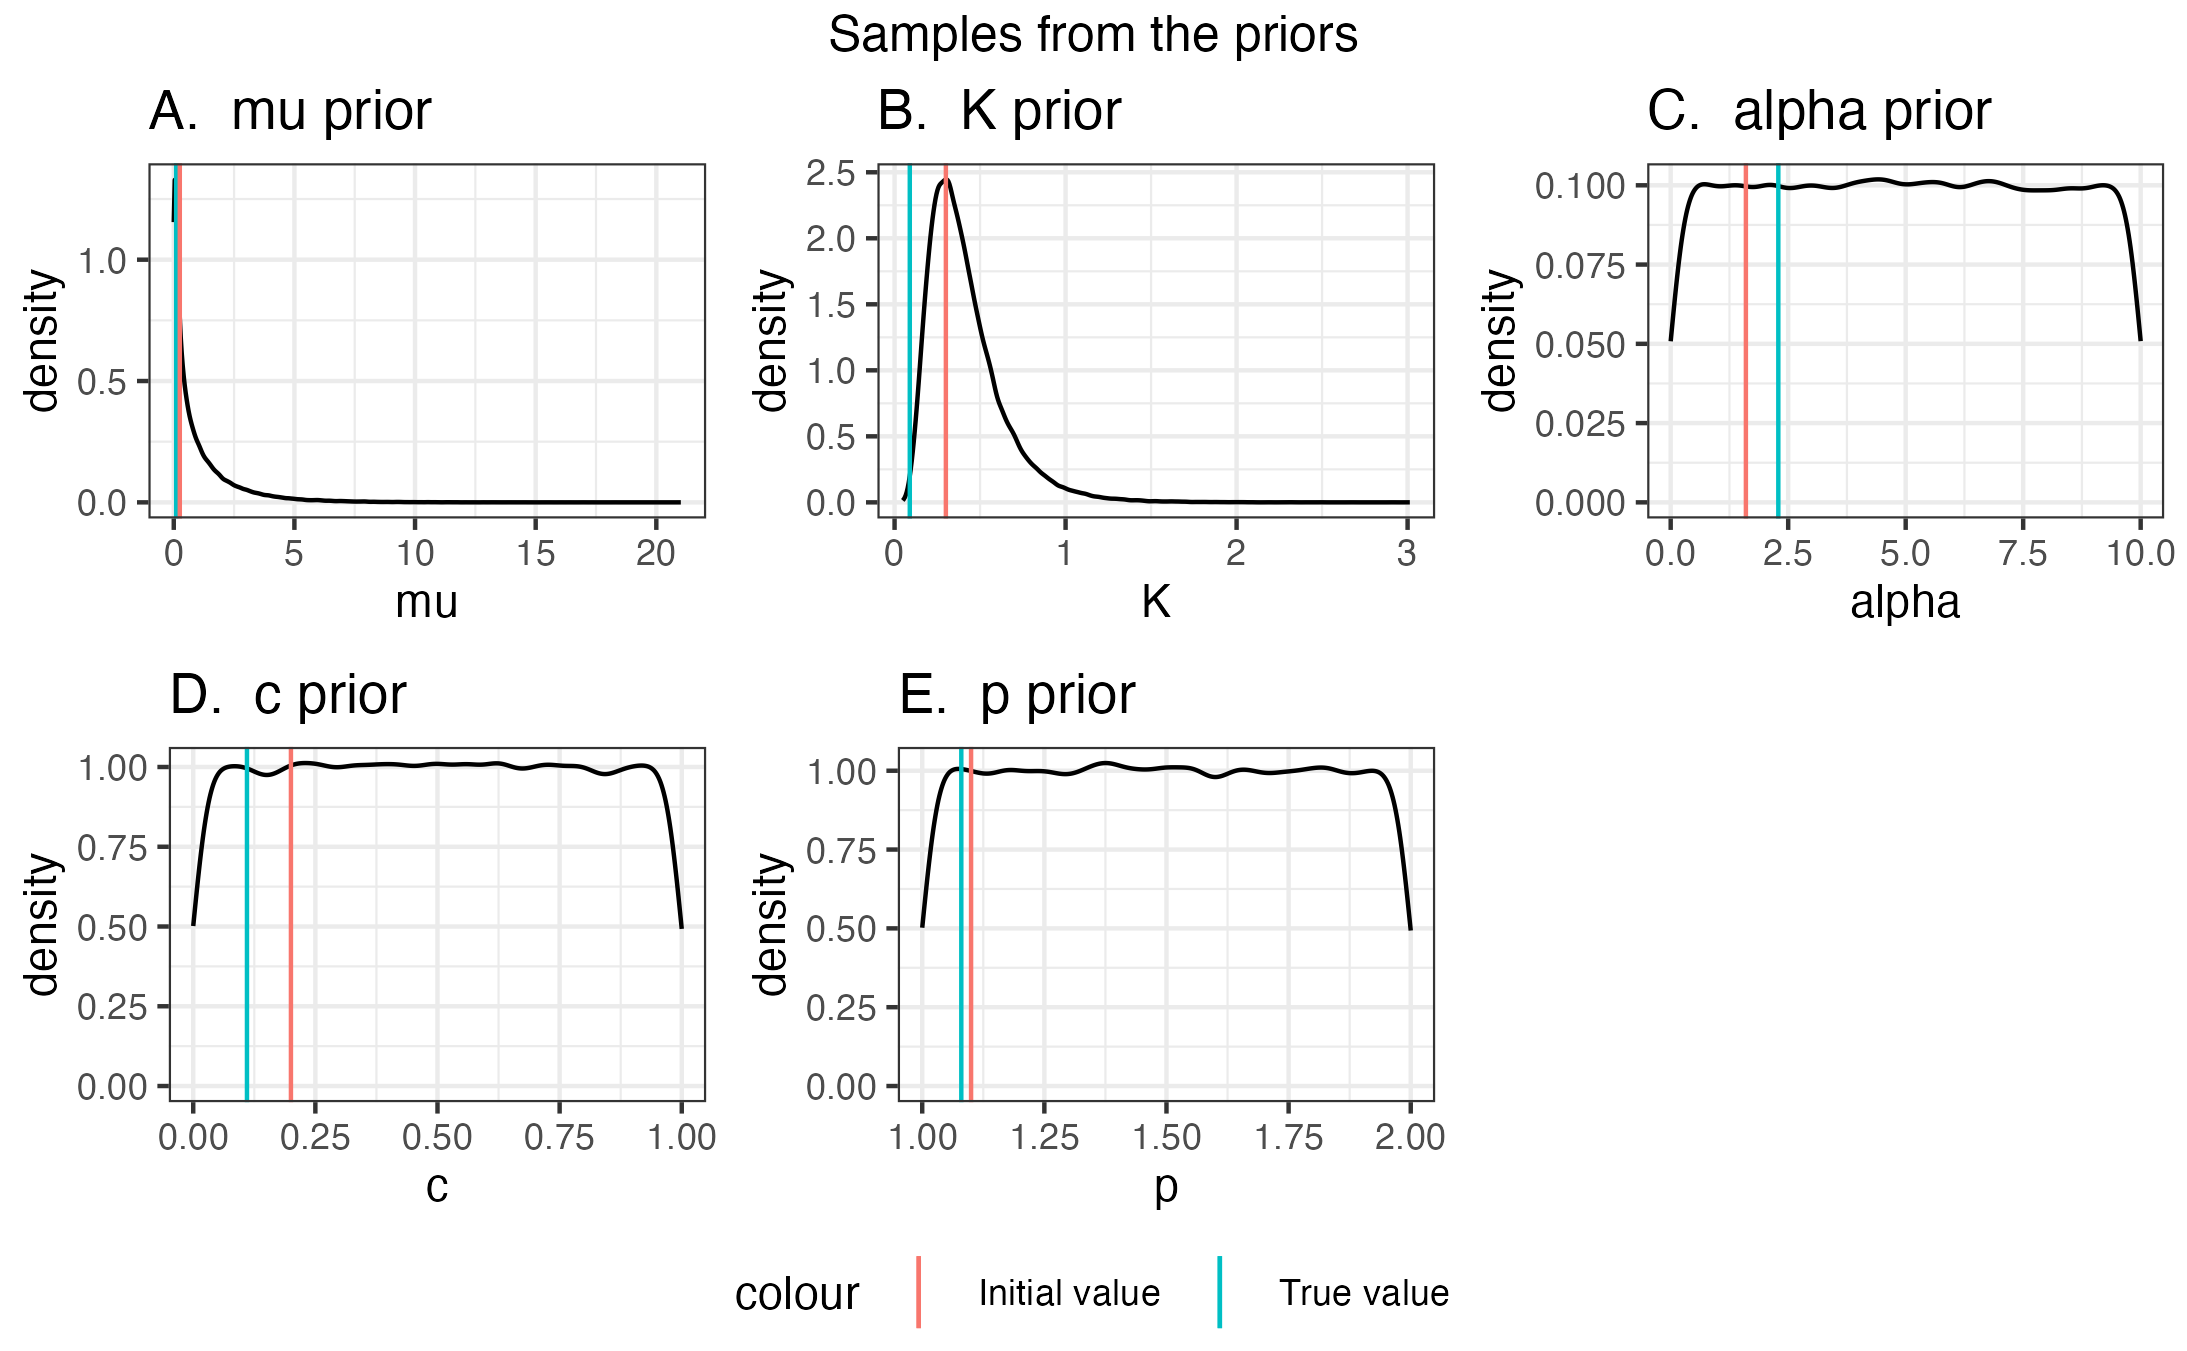 Samples from the priors
A. mu prior
B. K prior
C. alpha prior
density
1.0
0.5
0.0
0 5 10 15 20
mu
density
2.5
2.0
1.5
1.0
0.5
0.0
0 1 2 3
K
density
0.100
0.075
0.050
0.025
0.000
0.0 2.5 5.0 7.5 10.0
alpha
D. c prior
E. p prior
density
1.00
0.75
0.50
0.25
0.00
0.00 0.25 0.50 0.75 1.00
c
density
1.00
0.75
0.50
0.25
0.00
1.00 1.25 1.50 1.75 2.00
p
colour Initial value True value